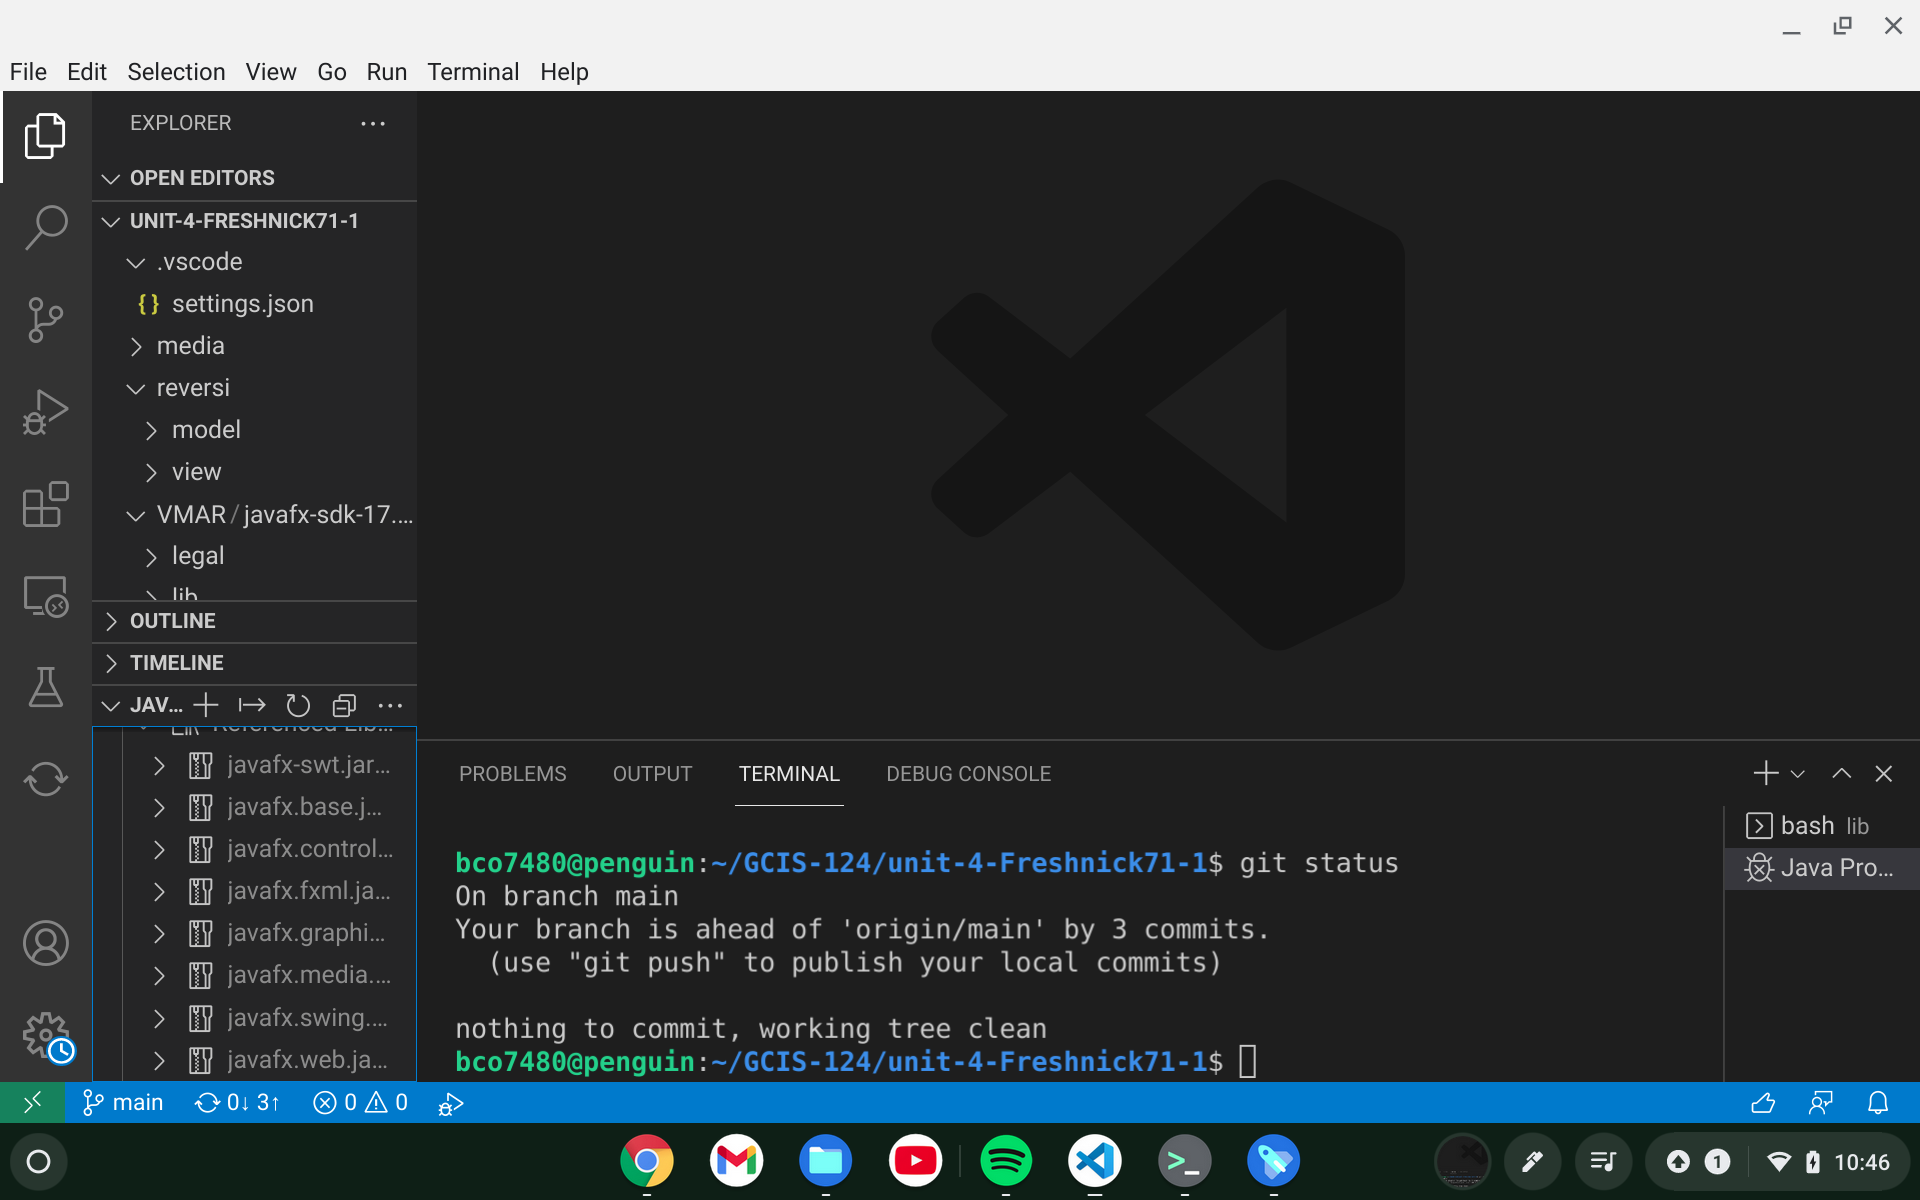 File Edit Selection View Go Run Terminal Help
EXPLORER
OPEN EDITORS
UNIT-4-FRESHNICK71-1
.vscode
{} settings.json
media
reversi
model
view
VMAR/javafx-sdk-17....
legal
lib
OUTLINE
TIMELINE
JAV...
Referenced Lib...
javafx-swt.jar...
javafx.base.j...
javafx.control...
javafx.fxml.ja...
javafx.graphi...
javafx.media....
javafx.swing....
javafx.web.ja...
PROBLEMS OUTPUT TERMINAL DEBUG CONSOLE
bash lib
Java Pro...
bco7480@penguin:~/GCIS-124/unit-4-Freshnick71-1$ git status
On branch main
Your branch is ahead of 'origin/main' by 3 commits.
(use "git push" to publish your local commits)
nothing to commit, working tree clean
bco7480@penguin:~/GCIS-124/unit-4-Freshnick71-1$
main 0↓ 3↑ 0 0
1 10:46